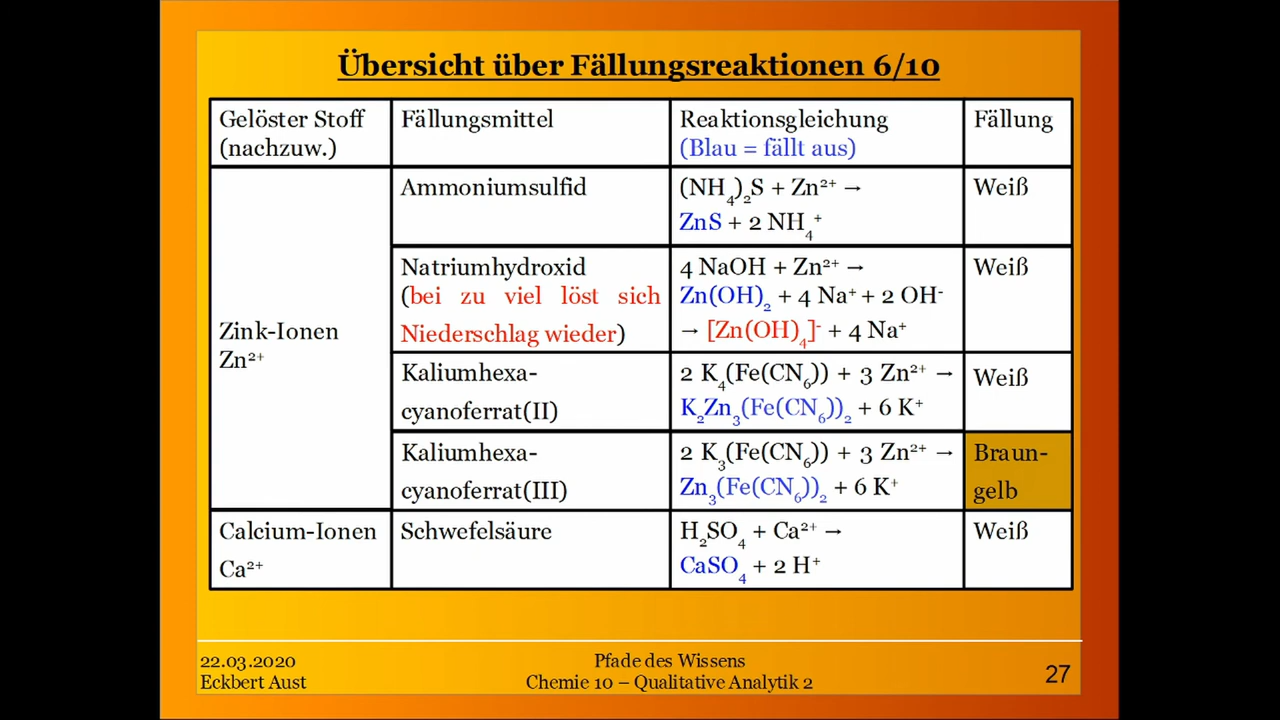 Übersicht über Fällungsreaktionen 6/10
Gelöster Stoff
(nachzuw.)
Fällungsmittel
Reaktionsgleichung
(Blau = fällt aus)
Fällung
Zink-Ionen
Zn²⁺
Ammoniumsulfid
(NH₄)₂S + Zn²⁺ →
ZnS + 2 NH₄⁺
Weiß
Natriumhydroxid
(bei zu viel löst sich
Niederschlag wieder)
4 NaOH + Zn²⁺ →
Zn(OH)₂ + 4 Na⁺ + 2 OH⁻
→ [Zn(OH)₄]⁻ + 4 Na⁺
Weiß
Kaliumhexa-
cyanoferrat(II)
2 K₄(Fe(CN₆)) + 3 Zn²⁺ →
K₂Zn₃(Fe(CN₆))₂ + 6 K⁺
Weiß
Kaliumhexa-
cyanoferrat(III)
2 K₃(Fe(CN₆)) + 3 Zn²⁺ →
Zn₃(Fe(CN₆))₂ + 6 K⁺
Braun-
gelb
Calcium-Ionen
Ca²⁺
Schwefelsäure
H₂SO₄ + Ca²⁺ →
CaSO₄ + 2 H⁺
Weiß
22.03.2020
Eckbert Aust
Pfade des Wissens
Chemie 10 – Qualitative Analytik 2
27